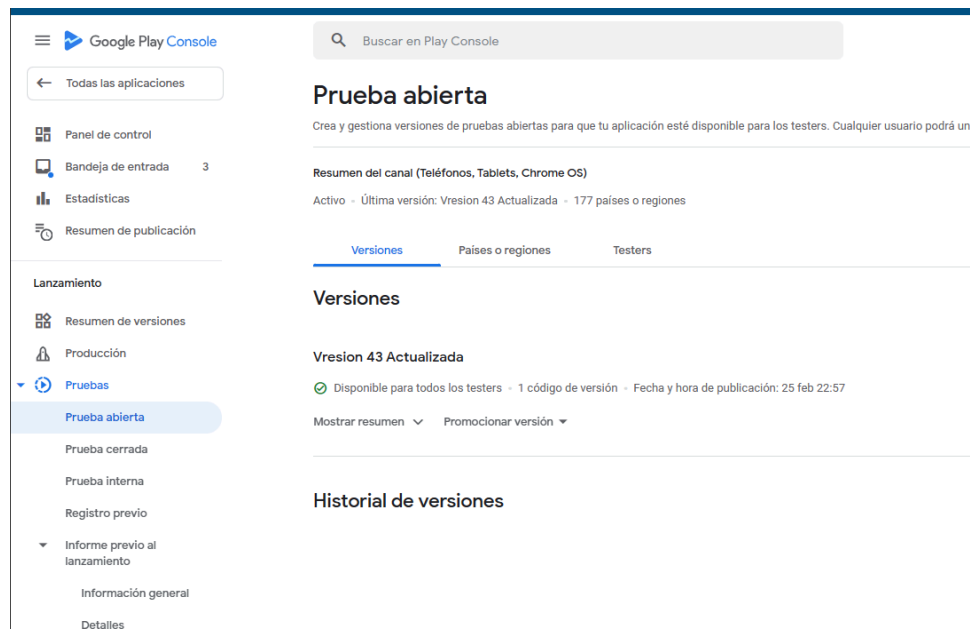 Google Play Console
Buscar en Play Console
Todas las aplicaciones
Panel de control
Bandeja de entrada 3
Estadísticas
Resumen de publicación
Lanzamiento
Resumen de versiones
Producción
Pruebas
Prueba abierta
Prueba cerrada
Prueba interna
Registro previo
Informe previo al
lanzamiento
Información general
Detalles
Prueba abierta
Crea y gestiona versiones de pruebas abiertas para que tu aplicación esté disponible para los testers. Cualquier usuario podrá un
Resumen del canal (Teléfonos, Tablets, Chrome OS)
Activo · Última versión: Vresion 43 Actualizada · 177 países o regiones
Versiones Países o regiones Testers
Versiones
Vresion 43 Actualizada
Disponible para todos los testers · 1 código de versión · Fecha y hora de publicación: 25 feb 22:57
Mostrar resumen Promocionar versión
Historial de versiones